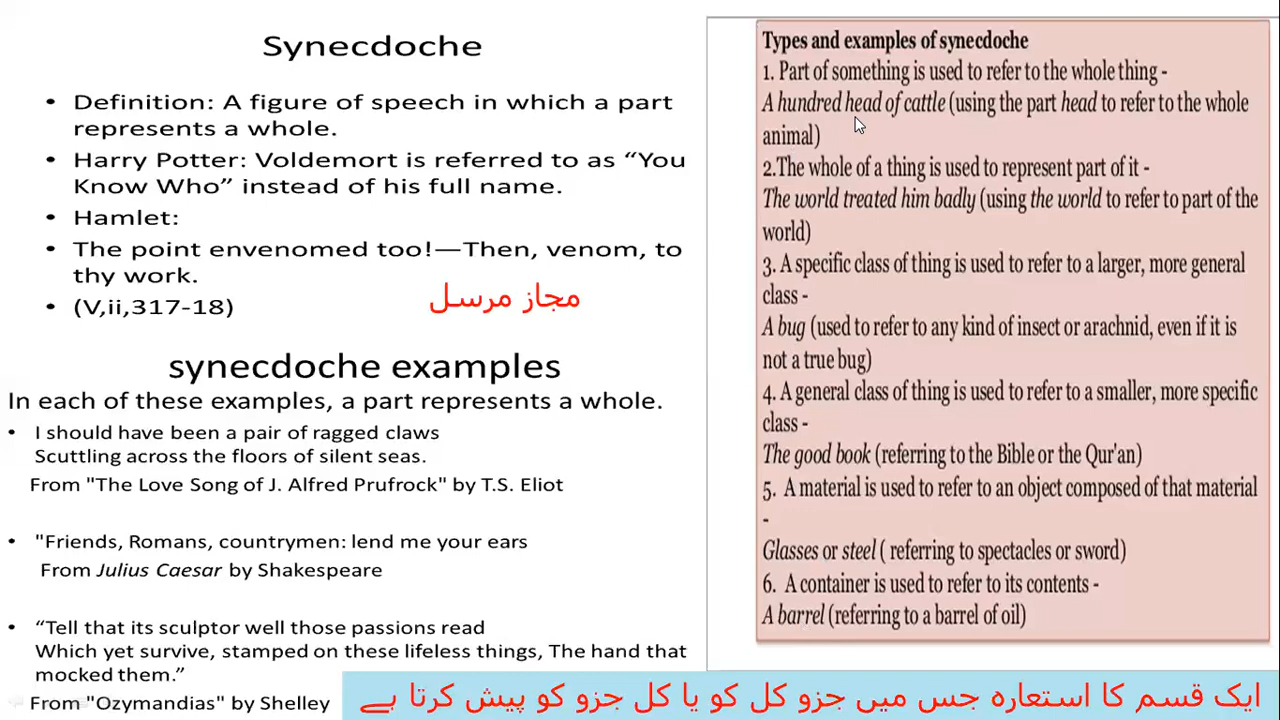 Synecdoche
• Definition: A figure of speech in which a part
represents a whole.
• Harry Potter: Voldemort is referred to as “You
Know Who” instead of his full name.
• Hamlet:
• The point envenomed too!—Then, venom, to
thy work.
• (V,ii,317-18)
مجاز مرسل
synecdoche examples
In each of these examples, a part represents a whole.
• I should have been a pair of ragged claws
Scuttling across the floors of silent seas.
From "The Love Song of J. Alfred Prufrock" by T.S. Eliot
• "Friends, Romans, countrymen: lend me your ears
From Julius Caesar by Shakespeare
• “Tell that its sculptor well those passions read
Which yet survive, stamped on these lifeless things, The hand that
mocked them.”
From "Ozymandias" by Shelley
Types and examples of synecdoche
1. Part of something is used to refer to the whole thing -
A hundred head of cattle (using the part head to refer to the whole
animal)
2.The whole of a thing is used to represent part of it -
The world treated him badly (using the world to refer to part of the
world)
3. A specific class of thing is used to refer to a larger, more general
class -
A bug (used to refer to any kind of insect or arachnid, even if it is
not a true bug)
4. A general class of thing is used to refer to a smaller, more specific
class -
The good book (referring to the Bible or the Qur'an)
5. A material is used to refer to an object composed of that material
-
Glasses or steel ( referring to spectacles or sword)
6. A container is used to refer to its contents -
A barrel (referring to a barrel of oil)
ایک قسم کا استعارہ جس میں جزو کل کو یا کل جزو کو پیش کرتا ہے